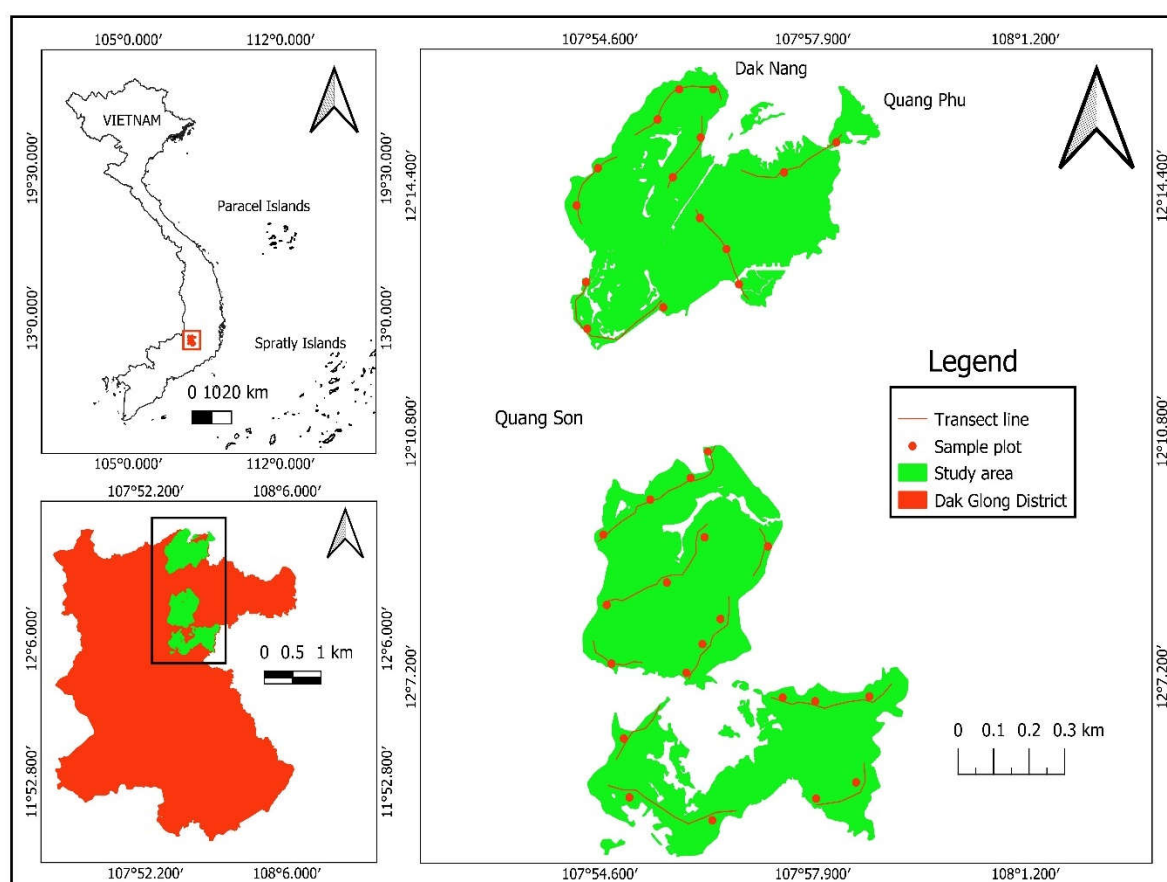 105°0.000′ 112°0.000′
19°30.000′
13°0.000′
VIETNAM
Paracel Islands
Spratly Islands
0 1020 km
19°30.000′
13°0.000′
105°0.000′ 112°0.000′
107°52.200′ 108°6.000′
12°6.000′
11°52.800′
0 0.5 1 km
12°6.000′
11°52.800′
107°52.200′ 108°6.000′
107°54.600′ 107°57.900′ 108°1.200′
12°14.400′
12°10.800′
12°7.200′
Dak Nang
Quang Phu
Quang Son
Legend
Transect line
Sample plot
Study area
Dak Glong District
0 0.1 0.2 0.3 km
12°14.400′
12°10.800′
12°7.200′
107°54.600′ 107°57.900′ 108°1.200′